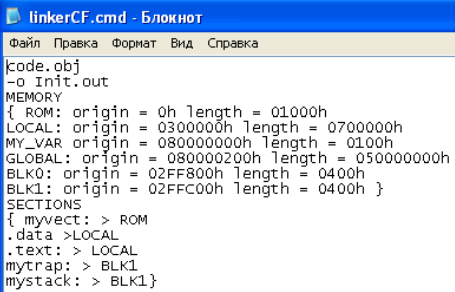 linkerCF.cmd - Блокнот
Файл Правка Формат Вид Справка
code.obj
-o Init.out
MEMORY
{ ROM: origin = 0h length = 01000h
LOCAL: origin = 0300000h length = 0700000h
MY_VAR origin = 080000000h length = 0100h
GLOBAL: origin = 080000200h length = 050000000h
BLK0: origin = 02FF800h length = 0400h
BLK1: origin = 02FFC00h length = 0400h }
SECTIONS
{ myvect: > ROM
.data >LOCAL
.text: > LOCAL
mytrap: > BLK1
mystack: > BLK1}